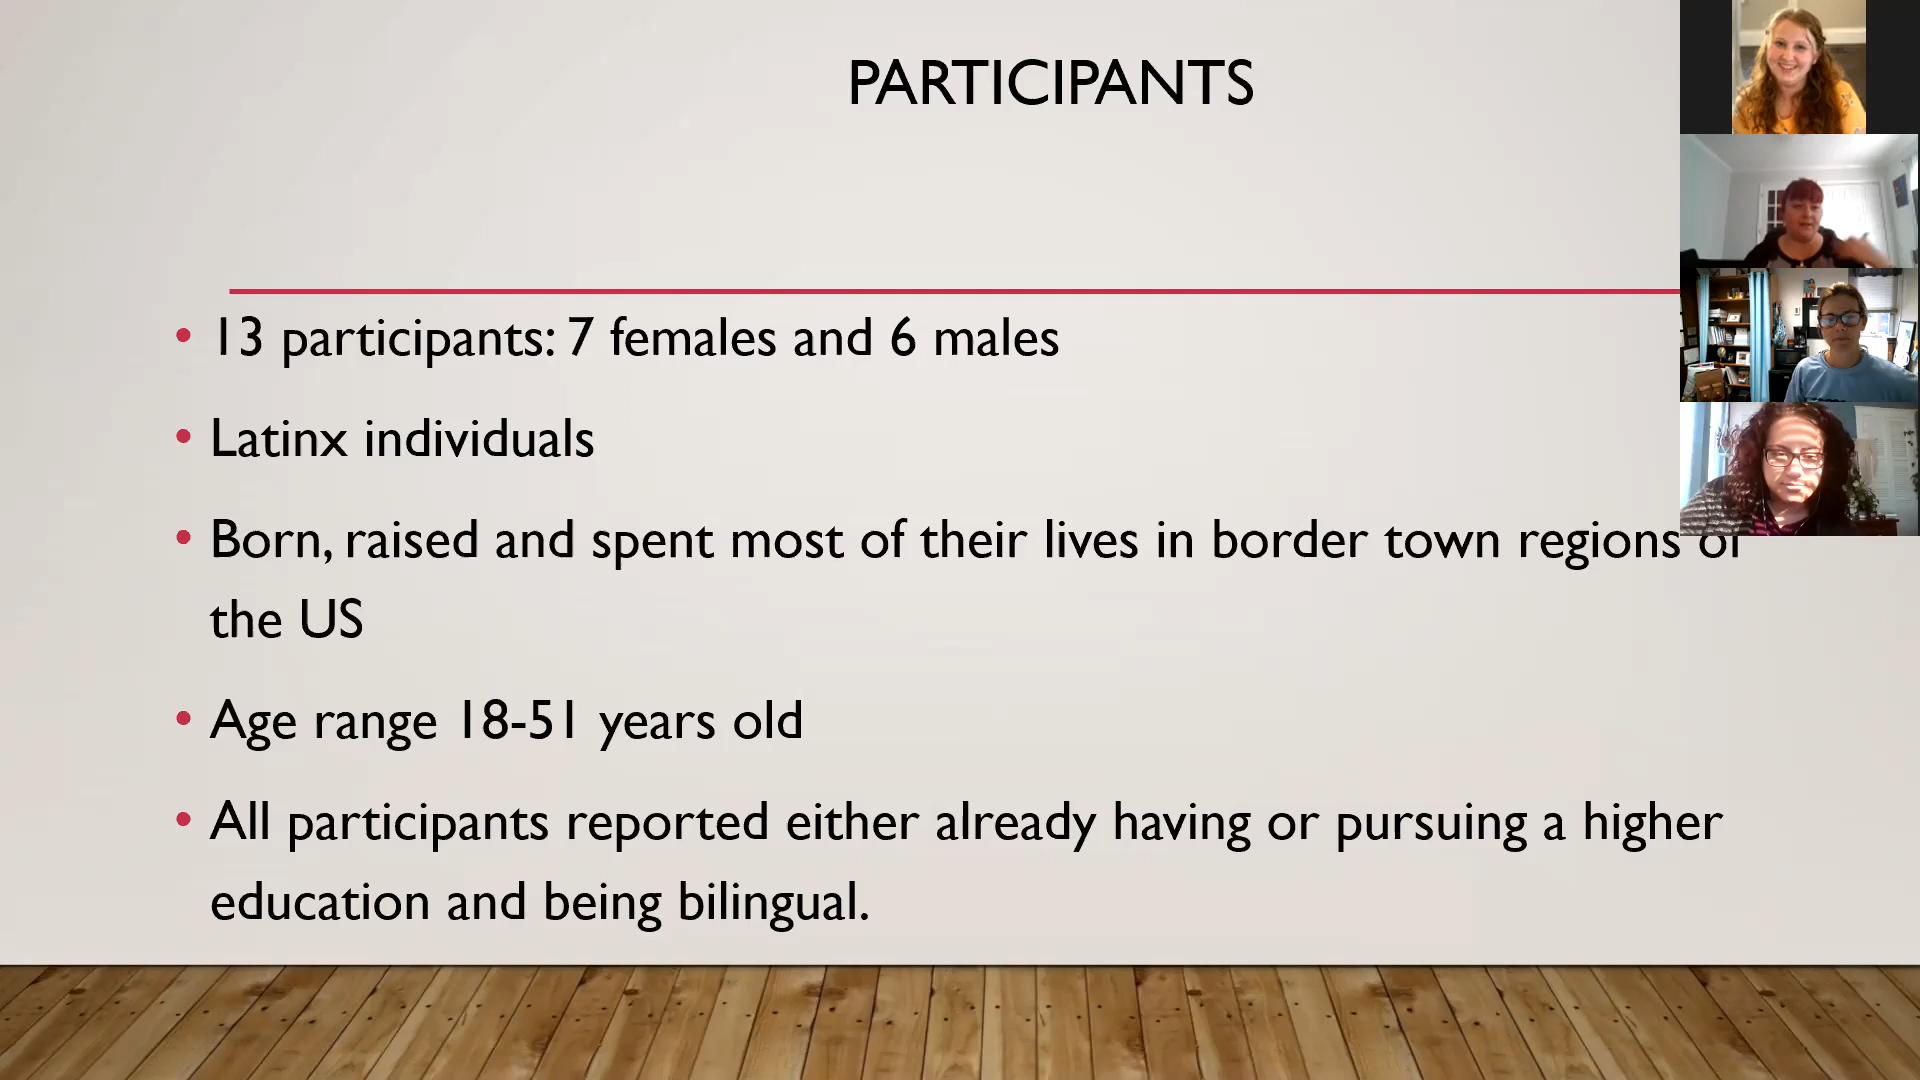 PARTICIPANTS
• 13 participants: 7 females and 6 males
• Latinx individuals
• Born, raised and spent most of their lives in border town regions of
the US
• Age range 18-51 years old
• All participants reported either already having or pursuing a higher
education and being bilingual.